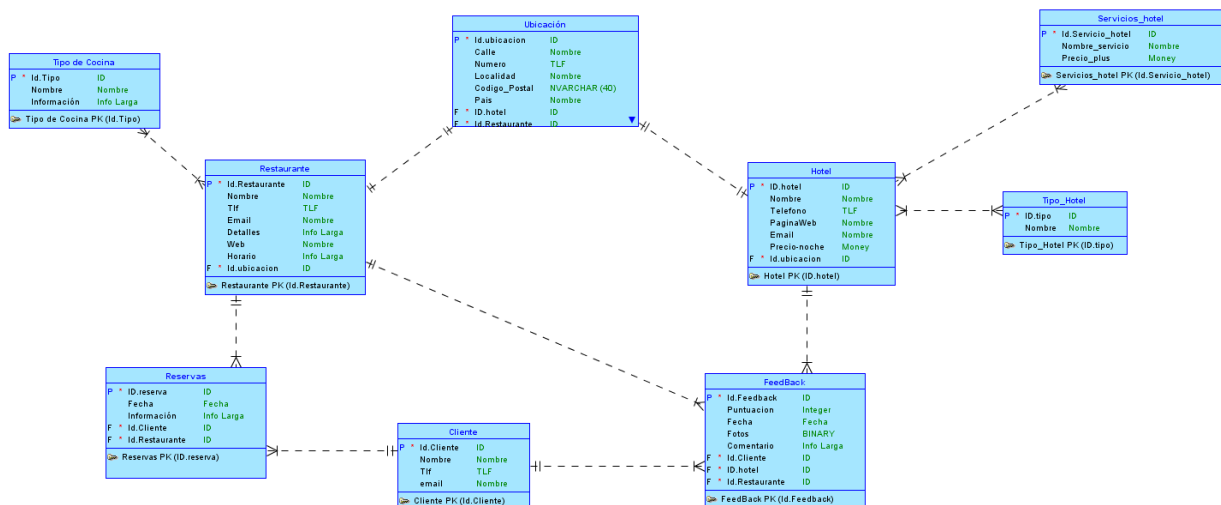 Ubicación
P * Id.ubicacion ID
Calle Nombre
Numero TLF
Localidad Nombre
Codigo_Postal NVARCHAR (40)
Pais Nombre
F * ID.hotel ID
F * Id.Restaurante ID
Servicios_hotel
P * Id.Servicio_hotel ID
Nombre_servicio Nombre
Precio_plus Money
Servicios_hotel PK (Id.Servicio_hotel)
Tipo de Cocina
P * Id.Tipo ID
Nombre Nombre
Información Info Larga
Tipo de Cocina PK (Id.Tipo)
Restaurante
P * Id.Restaurante ID
Nombre Nombre
Tlf TLF
Email Nombre
Detalles Info Larga
Web Nombre
Horario Info Larga
F * Id.ubicacion ID
Restaurante PK (Id.Restaurante)
Hotel
P * ID.hotel ID
Nombre Nombre
Telefono TLF
PaginaWeb Nombre
Email Nombre
Precio-noche Money
F * Id.ubicacion ID
Hotel PK (ID.hotel)
Tipo_Hotel
P * ID.tipo ID
Nombre Nombre
Tipo_Hotel PK (ID.tipo)
Reservas
P * ID.reserva ID
Fecha Fecha
Información Info Larga
F * Id.Cliente ID
F * Id.Restaurante ID
Reservas PK (ID.reserva)
Cliente
P * Id.Cliente ID
Nombre Nombre
Tlf TLF
email Nombre
Cliente PK (Id.Cliente)
FeedBack
P * Id.Feedback ID
Puntuacion Integer
Fecha Fecha
Fotos BINARY
Comentario Info Larga
F * Id.Cliente ID
F * ID.hotel ID
F * Id.Restaurante ID
FeedBack PK (Id.Feedback)